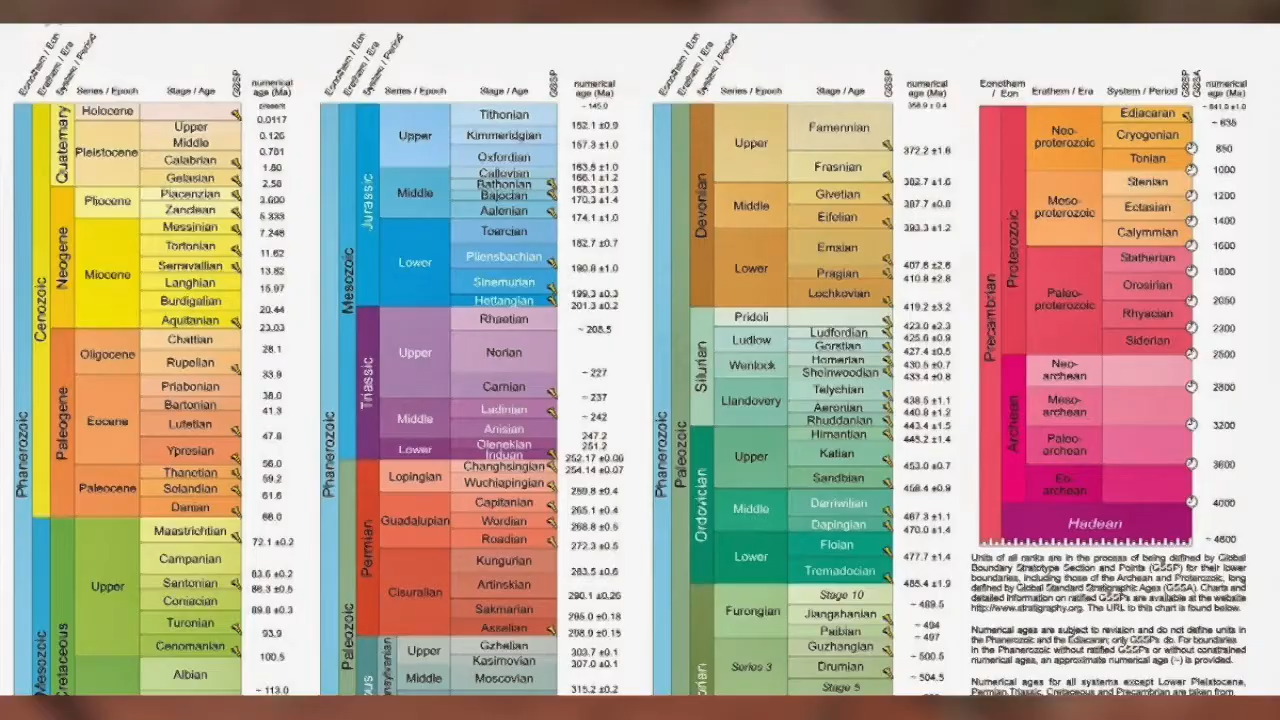 Eonothem / Eon
Erathem / Era
System / Period
Series / Epoch
Stage / Age
GSSP
numerical
age (Ma)
Phanerozoic
Cenozoic
Mesozoic
Quaternary
Neogene
Paleogene
Cretaceous
Holocene
Pleistocene
Upper
Middle
Calabrian
Gelasian
Pliocene
Piacenzian
Zanclean
Miocene
Messinian
Tortonian
Serravallian
Langhian
Burdigalian
Aquitanian
Oligocene
Chattian
Rupelian
Eocene
Priabonian
Bartonian
Lutetian
Ypresian
Paleocene
Thanetian
Selandian
Danian
Upper
Maastrichtian
Campanian
Santonian
Coniacian
Turonian
Cenomanian
Albian
present
0.0117
0.126
0.781
1.80
2.58
3.600
5.333
7.246
11.62
13.82
15.97
20.44
23.03
28.1
33.9
38.0
41.3
47.8
56.0
59.2
61.6
66.0
72.1 ±0.2
83.6 ±0.2
86.3 ±0.5
89.8 ±0.3
93.9
100.5
~ 113.0
Eonothem / Eon
Erathem / Era
System / Period
Series / Epoch
Stage / Age
GSSP
numerical
age (Ma)
Phanerozoic
Mesozoic
Paleozoic
Jurassic
Triassic
Permian
Upper
Tithonian
Kimmeridgian
Oxfordian
Middle
Callovian
Bathonian
Bajocian
Aalenian
Lower
Toarcian
Pliensbachian
Sinemurian
Hettangian
Upper
Rhaetian
Norian
Carnian
Middle
Ladinian
Anisian
Lower
Olenekian
Induan
Lopingian
Changhsingian
Wuchiapingian
Guadalupian
Capitanian
Wordian
Roadian
Cisuralian
Kungurian
Artinskian
Sakmarian
Asselian
Upper
Gzhelian
Kasimovian
Middle
Moscovian
~ 145.0
152.1 ±0.9
157.3 ±1.0
163.5 ±1.0
166.1 ±1.2
168.3 ±1.3
170.3 ±1.4
174.1 ±1.0
182.7 ±0.7
190.8 ±1.0
199.3 ±0.3
201.3 ±0.2
~ 208.5
~ 227
~ 237
~ 242
247.2
251.2
252.17 ±0.06
254.14 ±0.07
259.8 ±0.4
265.1 ±0.4
268.8 ±0.5
272.3 ±0.5
283.5 ±0.6
290.1 ±0.26
295.0 ±0.18
298.9 ±0.15
303.7 ±0.1
307.0 ±0.1
315.2 ±0.2
Eonothem / Eon
Erathem / Era
System / Period
Series / Epoch
Stage / Age
GSSP
numerical
age (Ma)
Phanerozoic
Paleozoic
Devonian
Silurian
Ordovician
Upper
Famennian
Frasnian
Middle
Givetian
Eifelian
Lower
Emsian
Pragian
Lochkovian
Pridoli
Ludlow
Ludfordian
Gorstian
Wenlock
Homerian
Sheinwoodian
Llandovery
Telychian
Aeronian
Rhuddanian
Upper
Hirnantian
Katian
Sandbian
Middle
Darriwilian
Dapingian
Lower
Floian
Tremadocian
Furongian
Stage 10
Jiangshanian
Paibian
Series 3
Guzhangian
Drumian
Stage 5
358.9 ± 0.4
372.2 ±1.6
382.7 ±1.6
387.7 ±0.8
393.3 ±1.2
407.6 ±2.6
410.8 ±2.8
419.2 ±3.2
423.0 ±2.3
425.6 ±0.9
427.4 ±0.5
430.5 ±0.7
433.4 ±0.8
438.5 ±1.1
440.8 ±1.2
443.4 ±1.5
445.2 ±1.4
453.0 ±0.7
458.4 ±0.9
467.3 ±1.1
470.0 ±1.4
477.7 ±1.4
485.4 ±1.9
~ 489.5
~ 494
~ 497
~ 500.5
~ 504.5
Eonothem
/ Eon
Erathem / Era
System / Period
GSSP
GSSA
numerical
age (Ma)
Precambrian
Proterozoic
Archean
Neo-
proterozoic
Ediacaran
Cryogenian
Tonian
Meso-
proterozoic
Stenian
Ectasian
Calymmian
Paleo-
proterozoic
Statherian
Orosirian
Rhyacian
Siderian
Neo-
archean
Meso-
archean
Paleo-
archean
Eo-
archean
Hadean
~ 541.0 ±1.0
~ 635
850
1000
1200
1400
1600
1800
2050
2300
2500
2800
3200
3600
4000
~ 4600
Units of all ranks are in the process of being defined by Global
Boundary Stratotype Section and Points (GSSP) for their lower
boundaries, including those of the Archean and Proterozoic, long
defined by Global Standard Stratigraphic Ages (GSSA). Charts and
detailed information on ratified GSSPs are available at the website
http://www.stratigraphy.org. The URL to this chart is found below.
Numerical ages are subject to revision and do not define units in
the Phanerozoic and the Ediacaran; only GSSPs do. For boundaries
in the Phanerozoic without ratified GSSPs or without constrained
numerical ages, an approximate numerical age (~) is provided.
Numerical ages for all systems except Lower Pleistocene,
Permian, Triassic, Cretaceous and Precambrian are taken from